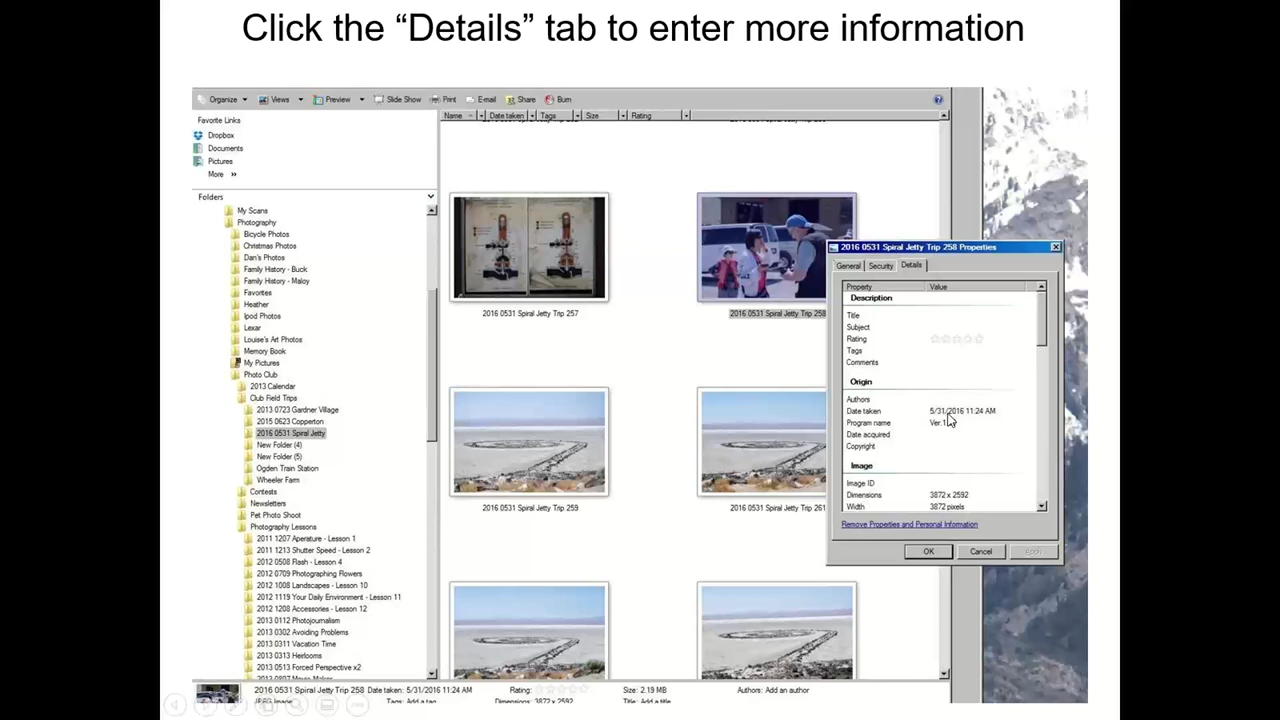 Click the “Details” tab to enter more information
Organize Views Preview Slide Show Print E-mail Share Burn
Favorite Links
Dropbox
Documents
Pictures
More »
Folders
My Scans
Photography
Bicycle Photos
Christmas Photos
Dan's Photos
Family History - Buck
Family History - Maloy
Favorites
Heather
Ipod Photos
Lexar
Louise's Art Photos
Memory Book
My Pictures
Photo Club
2013 Calendar
Club Field Trips
2013 0723 Gardner Village
2015 0623 Copperton
2016 0531 Spiral Jetty
New Folder (4)
New Folder (5)
Ogden Train Station
Wheeler Farm
Contests
Newsletters
Pet Photo Shoot
Photography Lessons
2011 1207 Aperature - Lesson 1
2011 1213 Shutter Speed - Lesson 2
2012 0508 Flash - Lesson 4
2012 0709 Photographing Flowers
2012 1008 Landscapes - Lesson 10
2012 1119 Your Daily Environment - Lesson 11
2012 1208 Accessories - Lesson 12
2013 0112 Photojournalism
2013 0302 Avoiding Problems
2013 0311 Vacation Time
2013 0313 Heirlooms
2013 0513 Forced Perspective x2
Name Date taken Tags Size Rating
2016 0531 Spiral Jetty Trip 257
2016 0531 Spiral Jetty Trip 258
2016 0531 Spiral Jetty Trip 259
2016 0531 Spiral Jetty Trip 261
2016 0531 Spiral Jetty Trip 258 Properties
General Security Details
Property Value
Description
Title
Subject
Rating
Tags
Comments
Origin
Authors
Date taken 5/31/2016 11:24 AM
Program name Ver.1
Date acquired
Copyright
Image
Image ID
Dimensions 3872 x 2592
Width 3872 pixels
Remove Properties and Personal Information
OK Cancel Apply
2016 0531 Spiral Jetty Trip 258 Date taken: 5/31/2016 11:24 AM Rating: Size: 2.19 MB Authors: Add an author
JPEG Image Tags: Add a tag Dimensions: 3872 x 2592 Title: Add a title